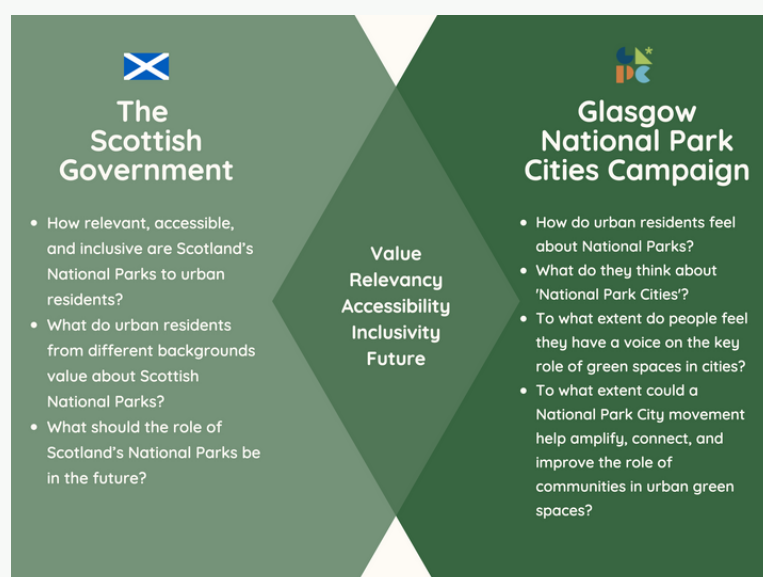 The
Scottish
Government
• How relevant, accessible,
and inclusive are Scotland's
National Parks to urban
residents?
• What do urban residents
from different backgrounds
value about Scottish
National Parks?
• What should the role of
Scotland's National Parks be
in the future?
Value
Relevancy
Accessibility
Inclusivity
Future
Glasgow
National Park
Cities Campaign
• How do urban residents feel
about National Parks?
• What do they think about
'National Park Cities'?
• To what extent do people feel
they have a voice on the key
role of green spaces in cities?
• To what extent could a
National Park City movement
help amplify, connect, and
improve the role of
communities in urban green
spaces?